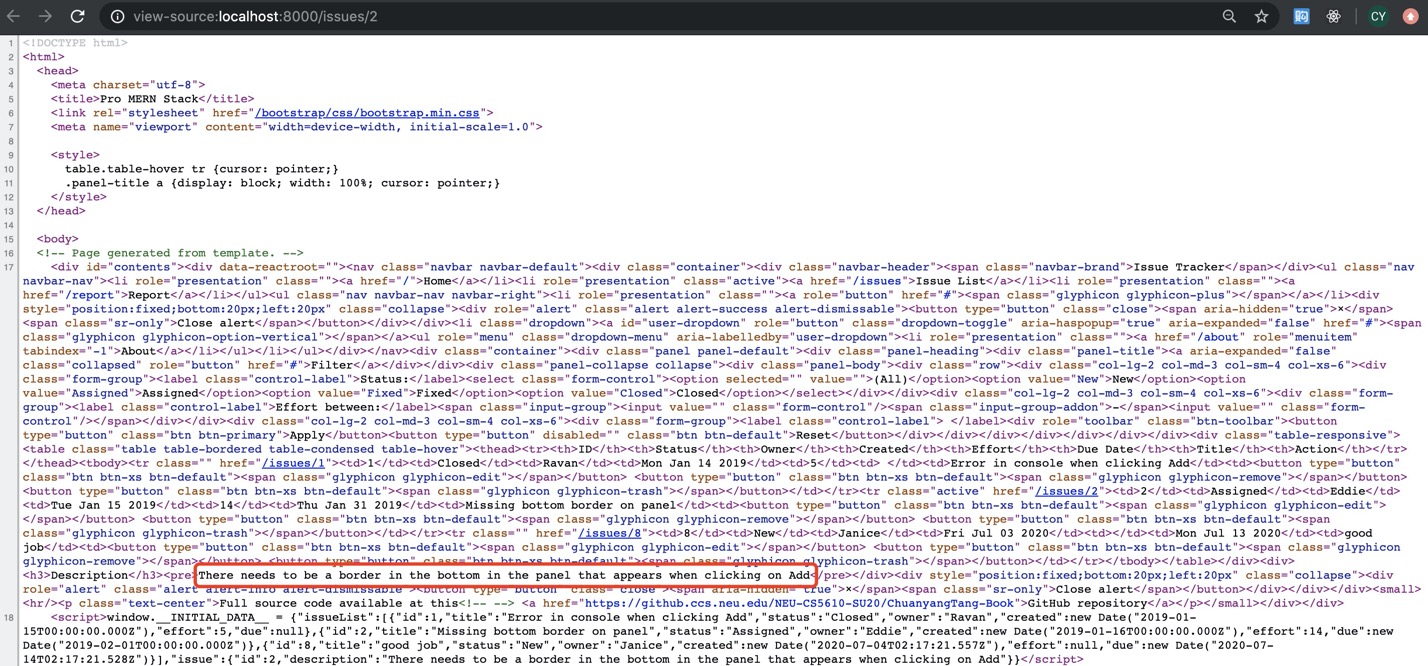 view-source:localhost:8000/issues/2
CY
1 <!DOCTYPE html>
2 <html>
3 <head>
4 <meta charset="utf-8">
5 <title>Pro MERN Stack</title>
6 <link rel="stylesheet" href="/bootstrap/css/bootstrap.min.css">
7 <meta name="viewport" content="width=device-width, initial-scale=1.0">
8
9 <style>
10 table.table-hover tr {cursor: pointer;}
11 .panel-title a {display: block; width: 100%; cursor: pointer;}
12 </style>
13 </head>
14
15 <body>
16 <!-- Page generated from template. -->
17 <div id="contents"><div data-reactroot=""><nav class="navbar navbar-default"><div class="container"><div class="navbar-header"><span class="navbar-brand">Issue Tracker</span></div><ul class="nav
navbar-nav"><li role="presentation" class=""><a href="/">Home</a></li><li role="presentation" class="active"><a href="/issues">Issue List</a></li><li role="presentation" class=""><a
href="/report">Report</a></li></ul><ul class="nav navbar-nav navbar-right"><li role="presentation" class=""><a role="button" href="#"><span class="glyphicon glyphicon-plus"></span></a></li><div
style="position:fixed;bottom:20px;left:20px" class="collapse"><div role="alert" class="alert alert-success alert-dismissable"><button type="button" class="close"><span aria-hidden="true">×</span>
<span class="sr-only">Close alert</span></button></div></div><li class="dropdown"><a id="user-dropdown" role="button" class="dropdown-toggle" aria-haspopup="true" aria-expanded="false" href="#"><span
class="glyphicon glyphicon-option-vertical"></span></a><ul role="menu" class="dropdown-menu" aria-labelledby="user-dropdown"><li role="presentation" class=""><a href="/about" role="menuitem"
tabindex="-1">About</a></li></ul></li></ul></div></nav><div class="container"><div class="panel panel-default"><div class="panel-heading"><div class="panel-title"><a aria-expanded="false"
class="collapsed" role="button" href="#">Filter</a></div></div><div class="panel-collapse collapse"><div class="panel-body"><div class="row"><div class="col-lg-2 col-md-3 col-sm-4 col-xs-6"><div
class="form-group"><label class="control-label">Status:</label><select class="form-control"><option selected="" value="">(All)</option><option value="New">New</option><option
value="Assigned">Assigned</option><option value="Fixed">Fixed</option><option value="Closed">Closed</option></select></div></div><div class="col-lg-2 col-md-3 col-sm-4 col-xs-6"><div class="form-
group"><label class="control-label">Effort between:</label><span class="input-group"><input value="" class="form-control"/><span class="input-group-addon">-</span><input value="" class="form-
control"/></span></div></div><div class="col-lg-2 col-md-3 col-sm-4 col-xs-6"><div class="form-group"><label class="control-label"> </label><div role="toolbar" class="btn-toolbar"><button
type="button" class="btn btn-primary">Apply</button><button type="button" disabled="" class="btn btn-default">Reset</button></div></div></div></div></div></div></div><div class="table-responsive">
<table class="table table-bordered table-condensed table-hover"><thead><tr><th>ID</th><th>Status</th><th>Owner</th><th>Created</th><th>Effort</th><th>Due Date</th><th>Title</th><th>Action</th></tr>
</thead><tbody><tr class="" href="/issues/1"><td>1</td><td>Closed</td><td>Ravan</td><td>Mon Jan 14 2019</td><td>5</td><td> </td><td>Error in console when clicking Add</td><td><button type="button"
class="btn btn-xs btn-default"><span class="glyphicon glyphicon-edit"></span></button> <button type="button" class="btn btn-xs btn-default"><span class="glyphicon glyphicon-remove"></span></button>
<button type="button" class="btn btn-xs btn-default"><span class="glyphicon glyphicon-trash"></span></button></td></tr><tr class="active" href="/issues/2"><td>2</td><td>Assigned</td><td>Eddie</td>
<td>Tue Jan 15 2019</td><td>14</td><td>Thu Jan 31 2019</td><td>Missing bottom border on panel</td><td><button type="button" class="btn btn-xs btn-default"><span class="glyphicon glyphicon-edit">
</span></button> <button type="button" class="btn btn-xs btn-default"><span class="glyphicon glyphicon-remove"></span></button> <button type="button" class="btn btn-xs btn-default"><span
class="glyphicon glyphicon-trash"></span></button></td></tr><tr class="" href="/issues/8"><td>8</td><td>New</td><td>Janice</td><td>Fri Jul 03 2020</td><td></td><td>Mon Jul 13 2020</td><td>good
job</td><td><button type="button" class="btn btn-xs btn-default"><span class="glyphicon glyphicon-edit"></span></button> <button type="button" class="btn btn-xs btn-default"><span class="glyphicon
glyphicon-remove"></span></button> <button type="button" class="btn btn-xs btn-default"><span class="glyphicon glyphicon-trash"></span></button></td></tr></tbody></table></div><div>
<h3>Description</h3><pre>There needs to be a border in the bottom in the panel that appears when clicking on Add</pre></div><div style="position:fixed;bottom:20px;left:20px" class="collapse"><div
role="alert" class="alert alert-info alert-dismissable"><button type="button" class="close"><span aria-hidden="true">×</span><span class="sr-only">Close alert</span></button></div></div></div><small>
<hr/><p class="text-center">Full source code available at this<!-- --> <a href="https://github.ccs.neu.edu/NEU-CS5610-SU20/ChuanyangTang-Book">GitHub repository</a></p></small></div></div>
18 <script>window.__INITIAL_DATA__ = {"issueList":[{"id":1,"title":"Error in console when clicking Add","status":"Closed","owner":"Ravan","created":new Date("2019-01-
15T00:00:00.000Z"),"effort":5,"due":null},{"id":2,"title":"Missing bottom border on panel","status":"Assigned","owner":"Eddie","created":new Date("2019-01-16T00:00:00.000Z"),"effort":14,"due":new
Date("2019-02-01T00:00:00.000Z")},{"id":8,"title":"good job","status":"New","owner":"Janice","created":new Date("2020-07-04T02:17:21.557Z"),"effort":null,"due":new Date("2020-07-
14T02:17:21.528Z")}],"issue":{"id":2,"description":"There needs to be a border in the bottom in the panel that appears when clicking on Add"}}</script>